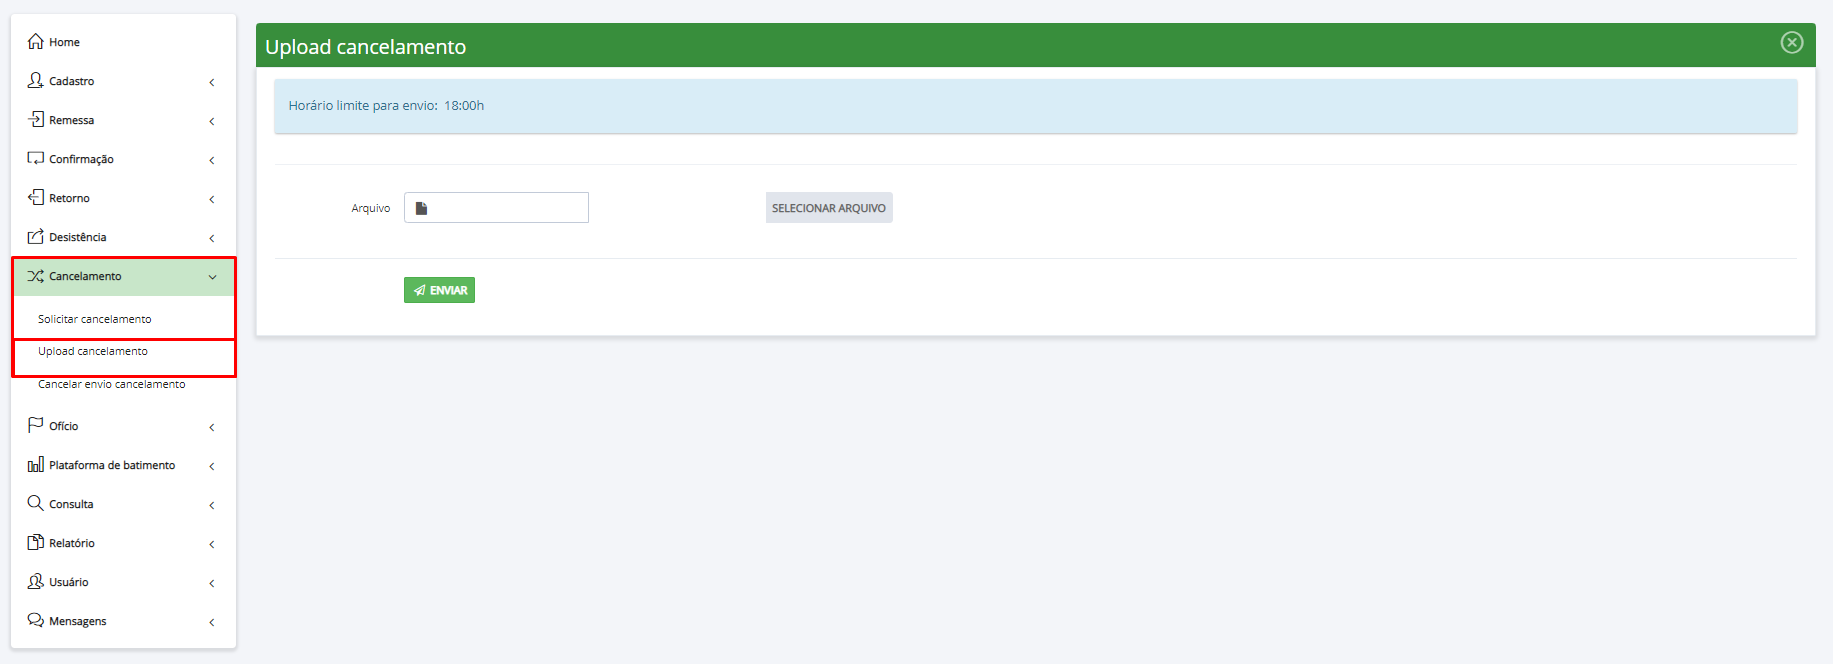 Home
Cadastro
Remessa
Confirmação
Retorno
Desistência
Cancelamento
Solicitar cancelamento
Upload cancelamento
Cancelar envio cancelamento
Ofício
Plataforma de batimento
Consulta
Relatório
Usuário
Mensagens
Upload cancelamento
Horário limite para envio: 18:00h
Arquivo
SELECIONAR ARQUIVO
ENVIAR